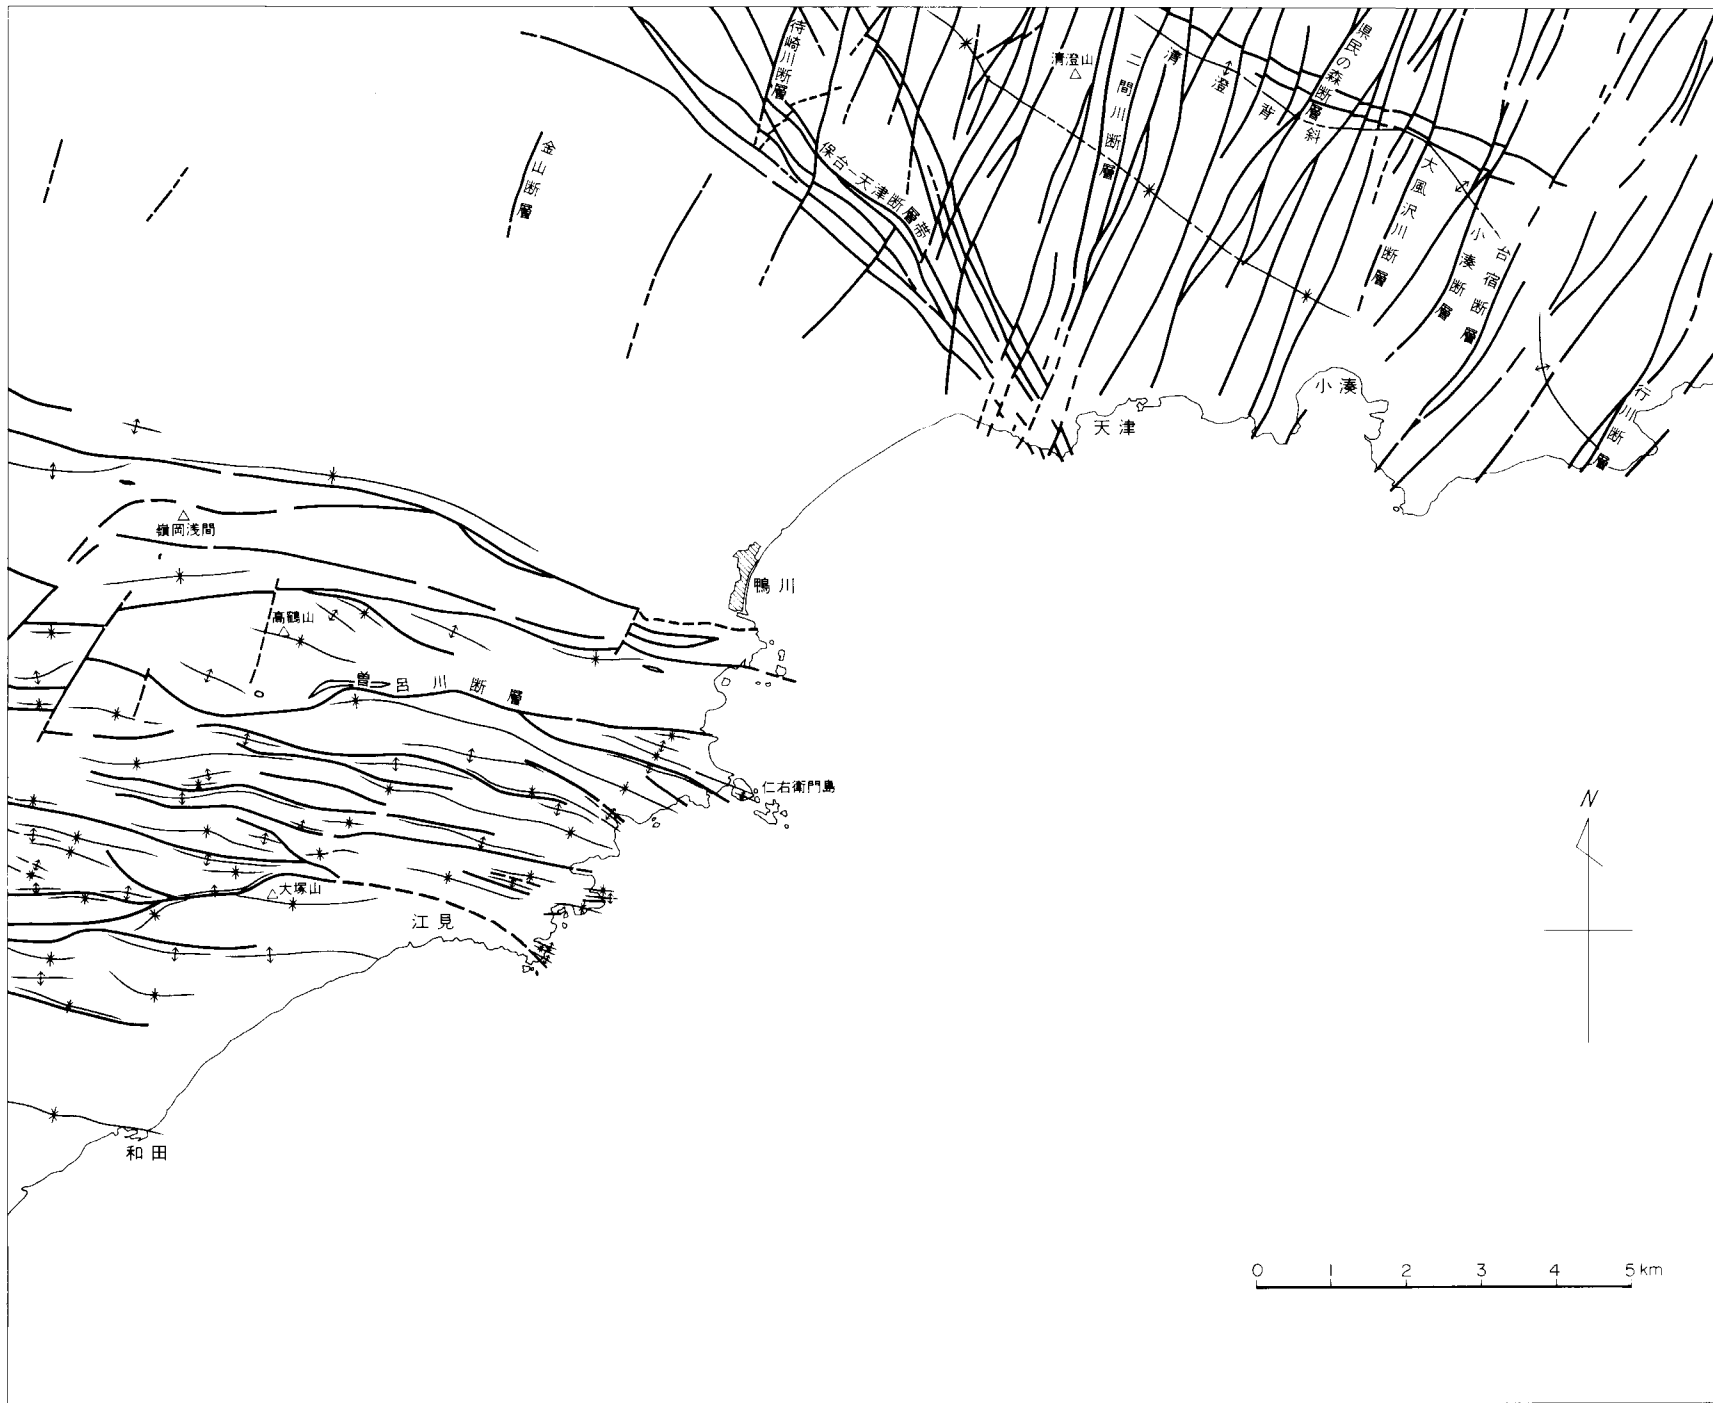 待崎川断層
清澄山
二間川断層
清澄背斜
県民の森断層
金山断層
保台-天津断層帯
大風沢川断層
小湊断層
台宿断層
小湊
行川断層
天津
嶺岡浅間
鴨川
高鶴山
曽呂川断層
仁右衛門島
N
大塚山
江見
和田
0 1 2 3 4 5 km